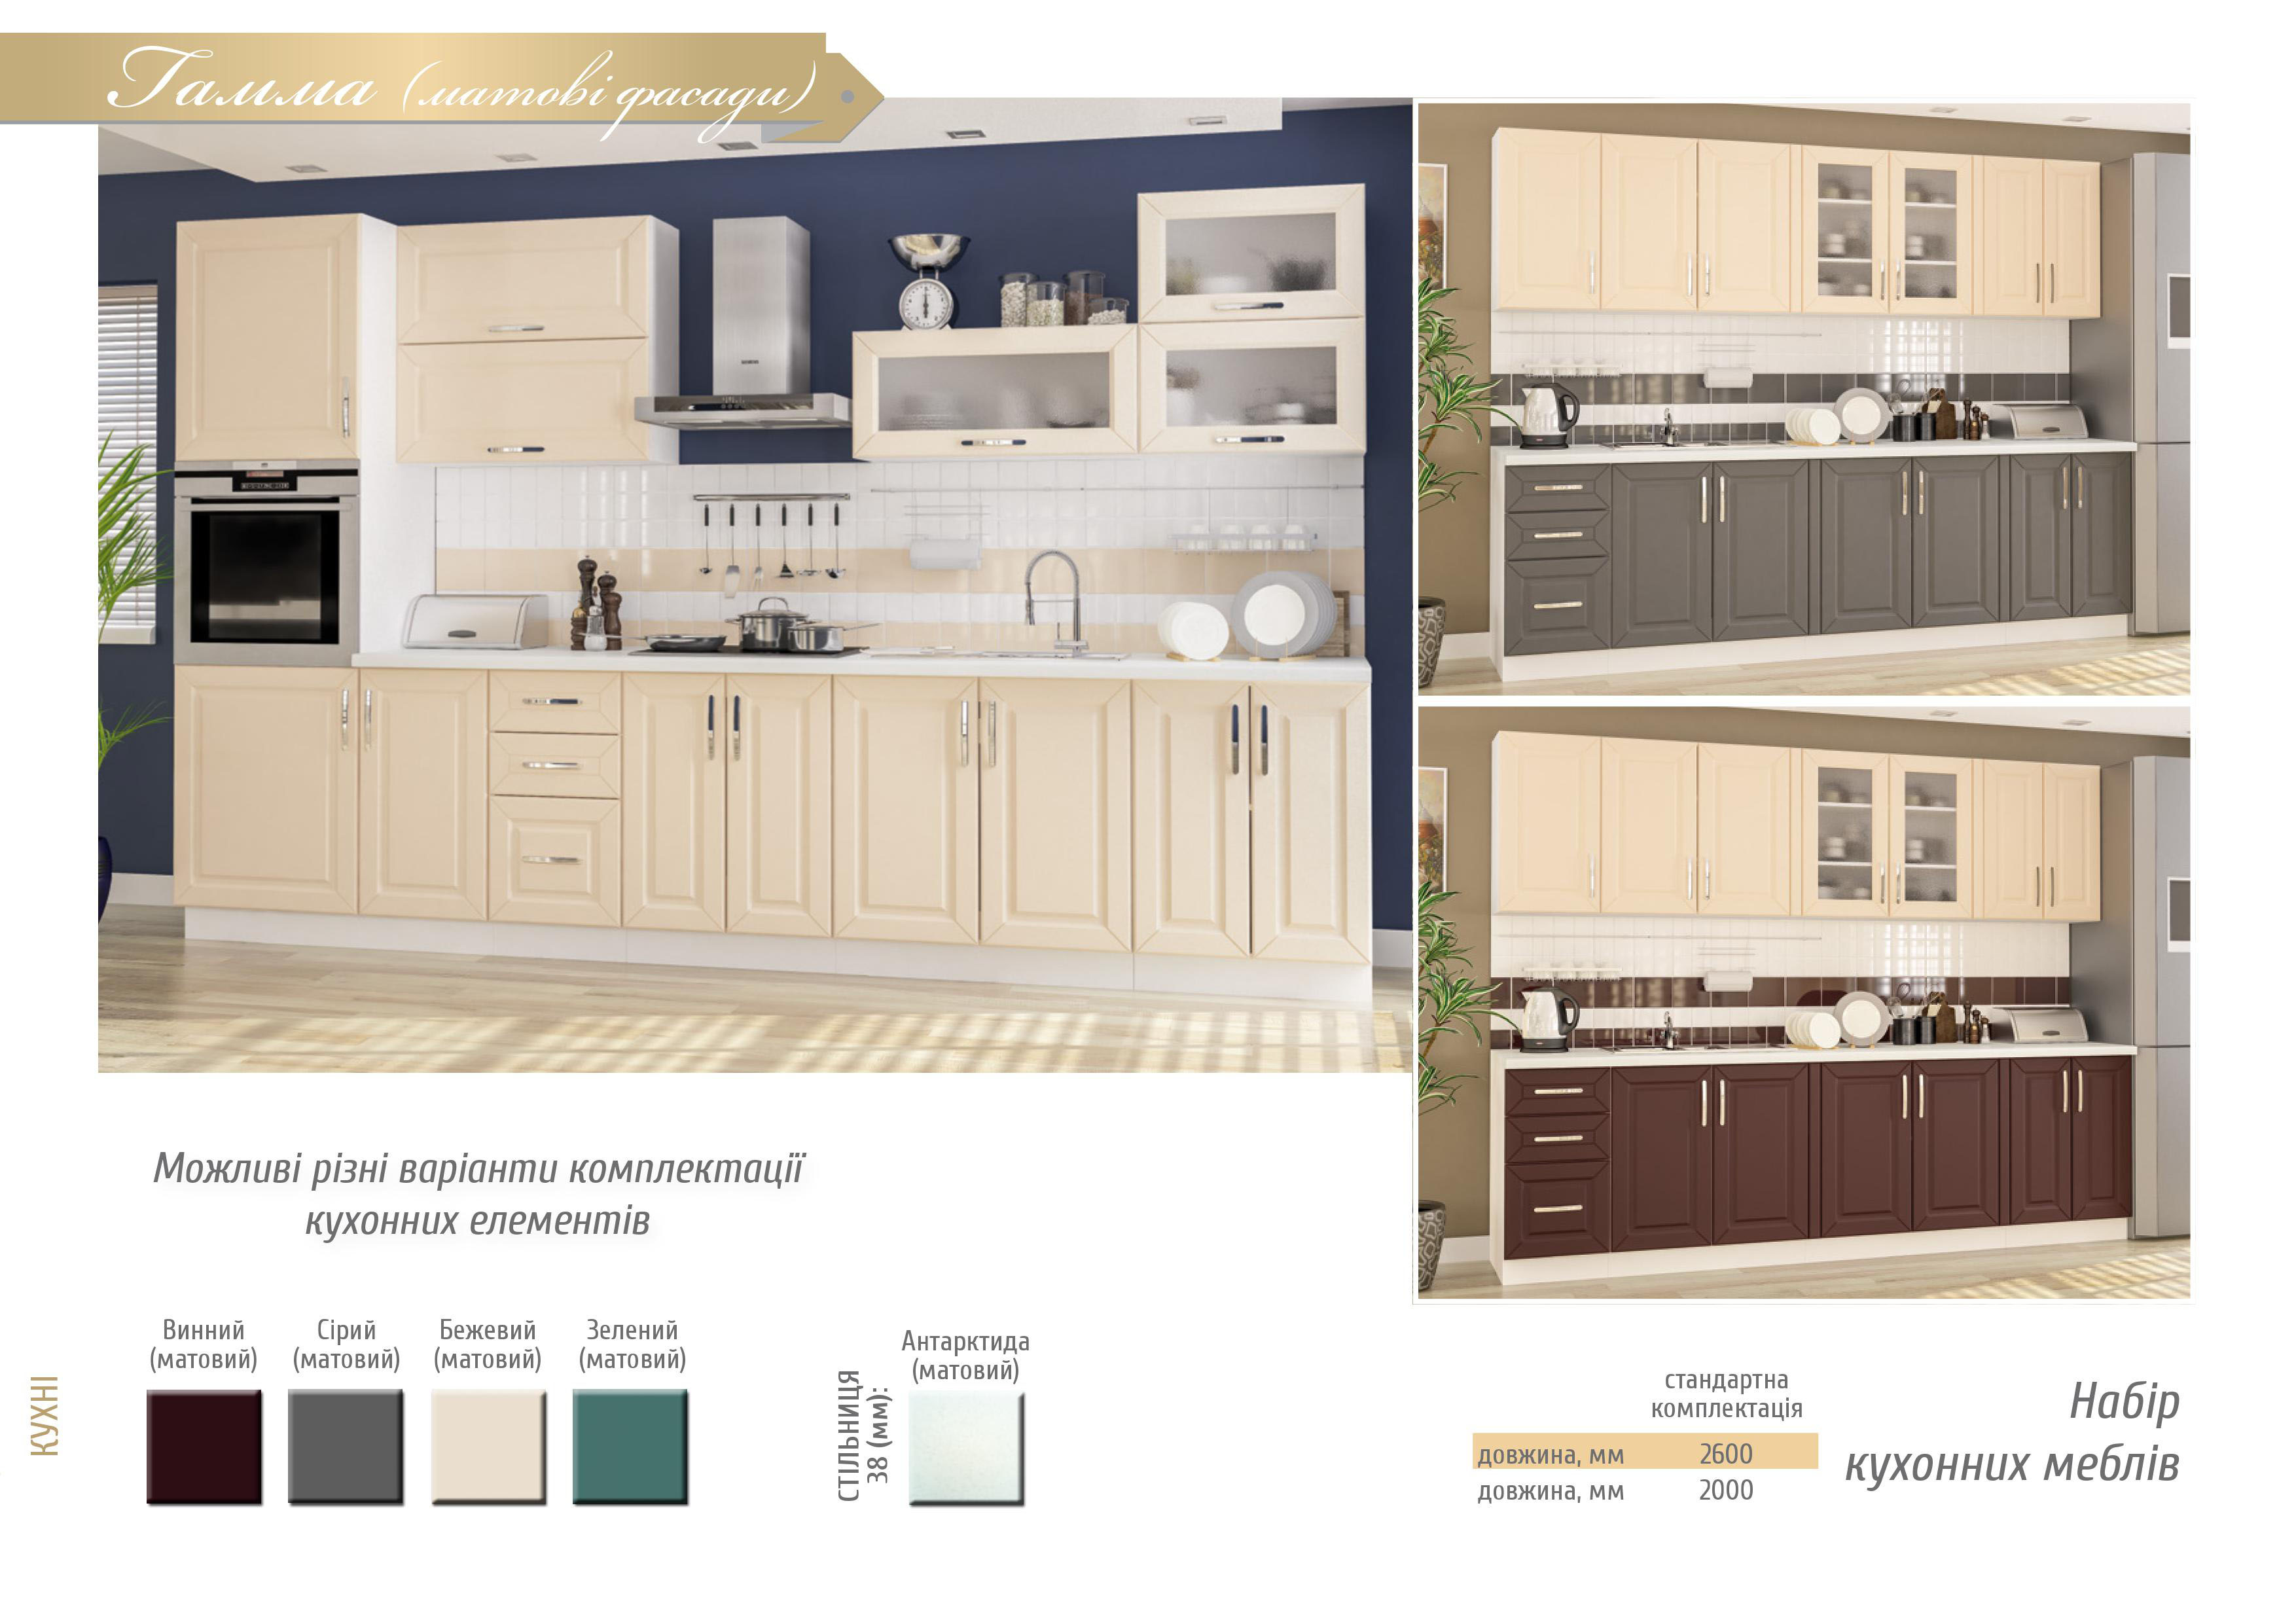 Гамма (матові фасади)
Можливі різні варіанти комплектації
кухонних елементів
Винний
(матовий)
Сірий
(матовий)
Бежевий
(матовий)
Зелений
(матовий)
СТІЛЬНИЦЯ
38 (мм):
Антарктида
(матовий)
КУХНІ
стандартна
комплектація
довжина, мм 2600
довжина, мм 2000
Набір
кухонних меблів